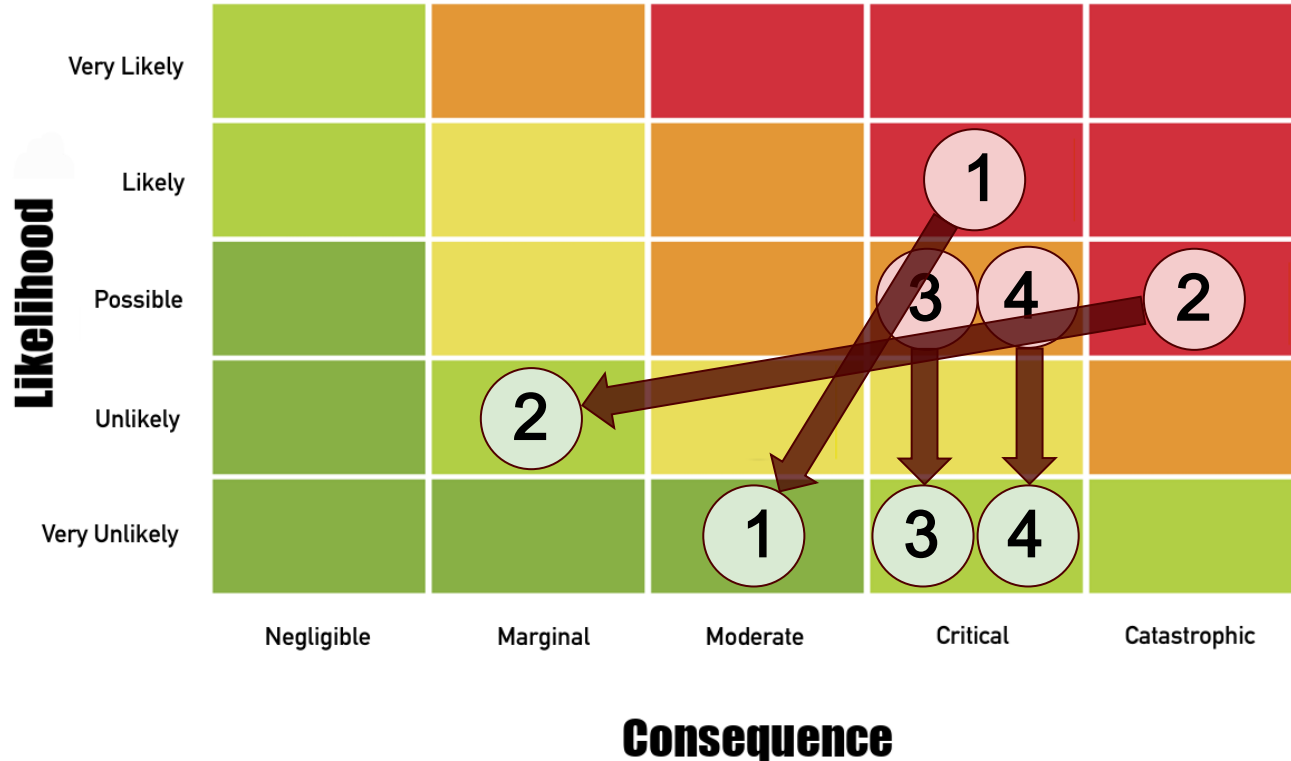 Likelihood
Very Likely
Likely
1
Possible
3
4
2
Unlikely
2
Very Unlikely
1
3
4
Negligible
Marginal
Moderate
Critical
Catastrophic
Consequence